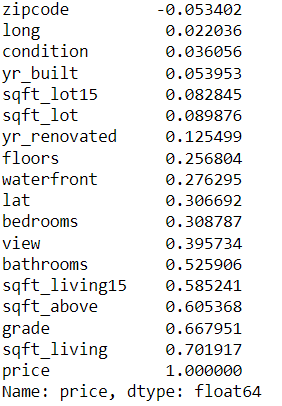 zipcode -0.053402
long 0.022036
condition 0.036056
yr_built 0.053953
sqft_lot15 0.082845
sqft_lot 0.089876
yr_renovated 0.125499
floors 0.256804
waterfront 0.276295
lat 0.306692
bedrooms 0.308787
view 0.395734
bathrooms 0.525906
sqft_living15 0.585241
sqft_above 0.605368
grade 0.667951
sqft_living 0.701917
price 1.000000
Name: price, dtype: float64